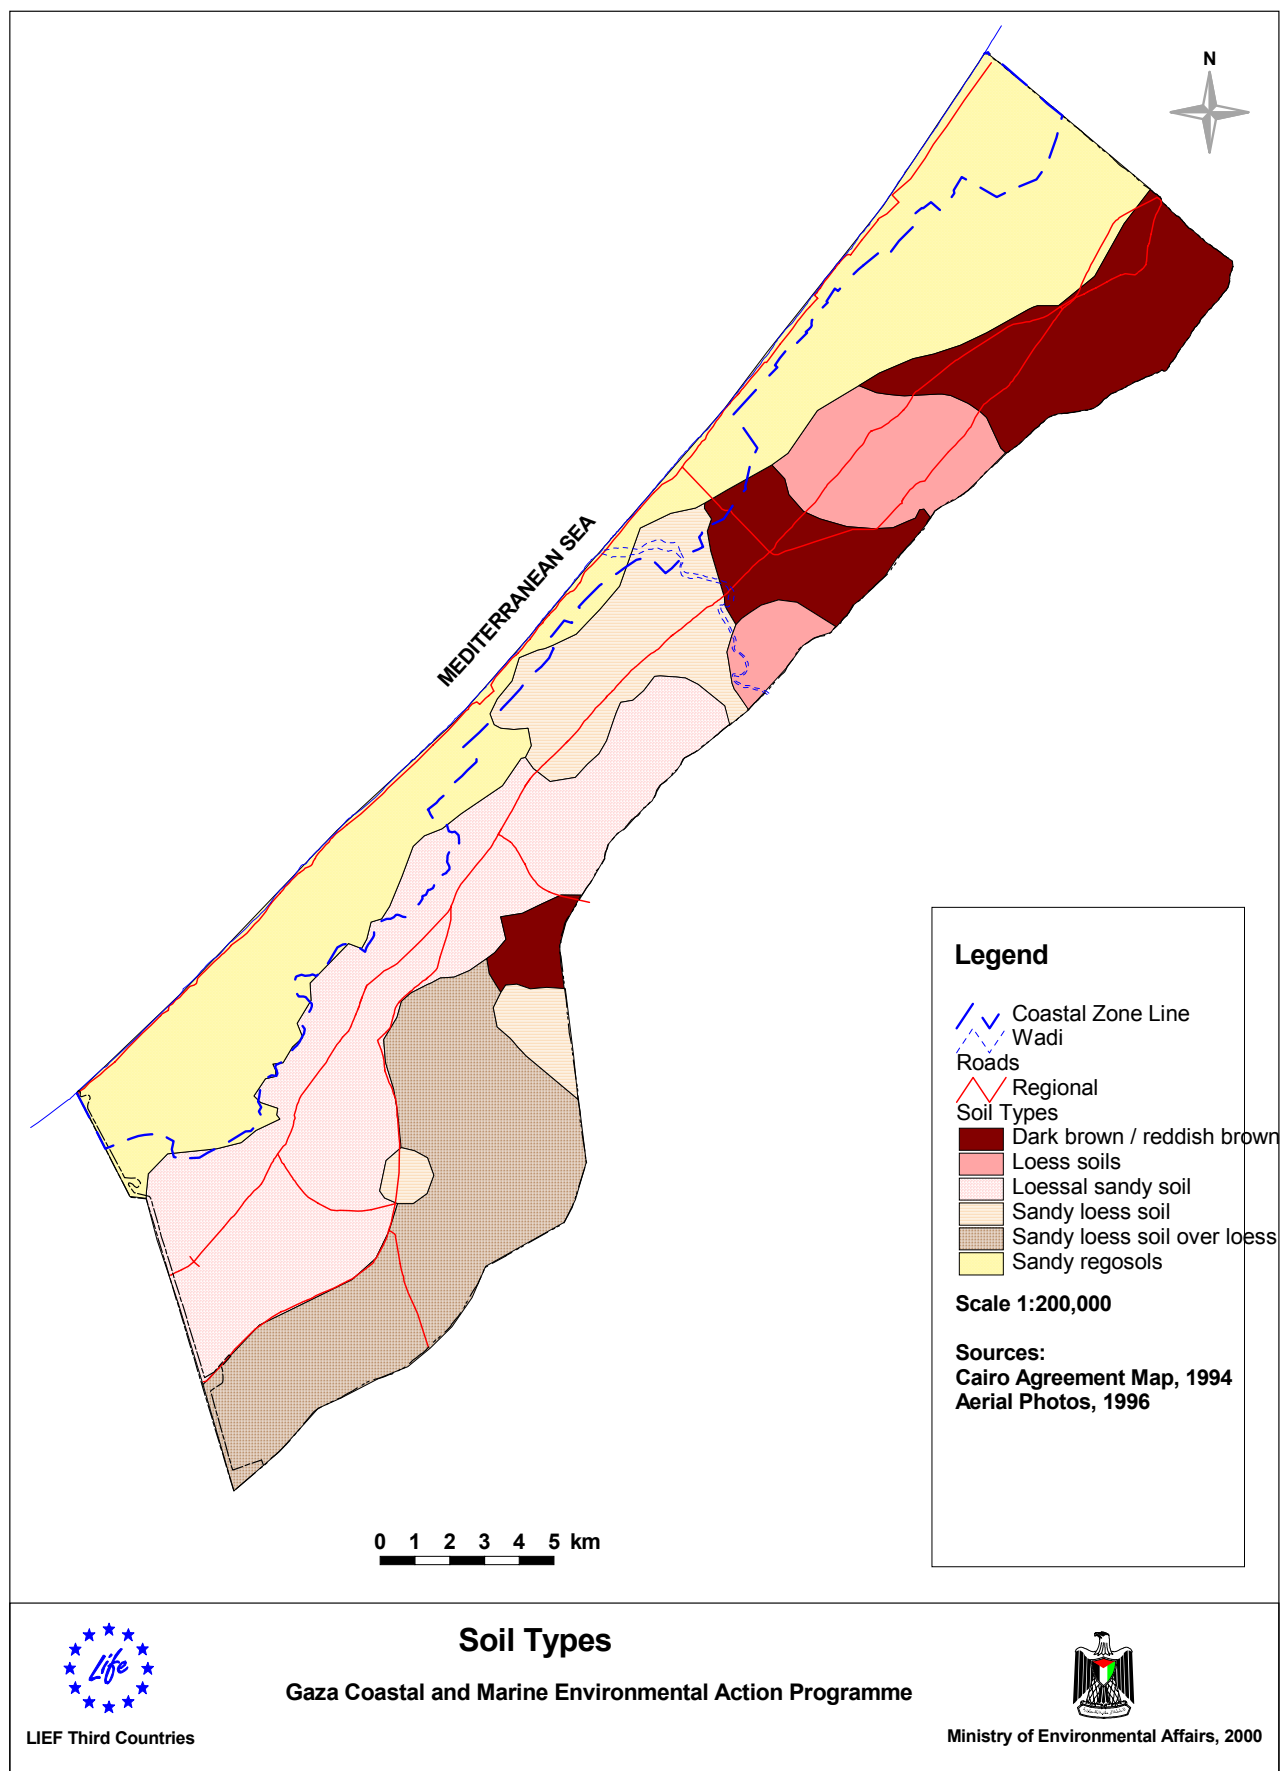 N
MEDITERRANEAN SEA
Legend
Coastal Zone Line
Wadi
Roads
Regional
Soil Types
Dark brown / reddish brown
Loess soils
Loessal sandy soil
Sandy loess soil
Sandy loess soil over loess
Sandy regosols
Scale 1:200,000
Sources:
Cairo Agreement Map, 1994
Aerial Photos, 1996
0 1 2 3 4 5 km
Soil Types
Gaza Coastal and Marine Environmental Action Programme
Life
LIEF Third Countries
Ministry of Environmental Affairs, 2000